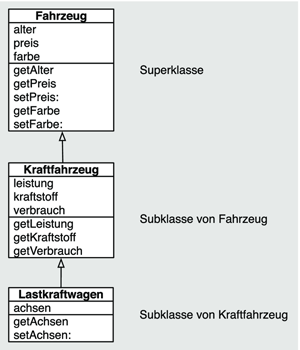 Fahrzeug
alter
preis
farbe
getAlter
getPreis
setPreis:
getFarbe
setFarbe:
Superklasse
Kraftfahrzeug
leistung
kraftstoff
verbrauch
getLeistung
getKraftstoff
getVerbrauch
Subklasse von Fahrzeug
Lastkraftwagen
achsen
getAchsen
setAchsen:
Subklasse von Kraftfahrzeug